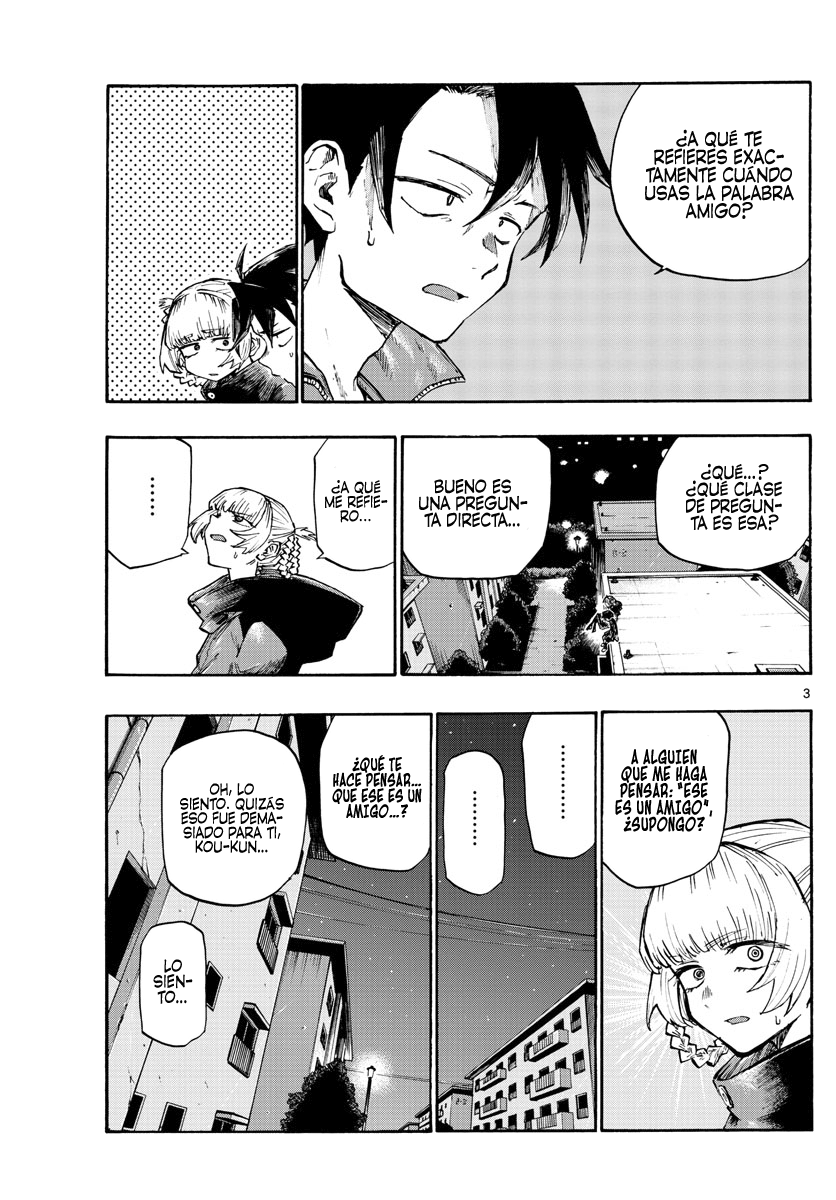 ¿A QUÉ TE
REFIERES EXAC-
TAMENTE CUÁNDO
USAS LA PALABRA
AMIGO?
¿QUÉ...?
¿QUÉ CLASE
DE PREGUN-
TA ES ESA?
BUENO ES
UNA PREGUN-
TA DIRECTA...
¿A QUÉ
ME REFIE-
RO...
......
3
A ALGUIEN
QUE ME HAGA
PENSAR: "ESE
ES UN AMIGO",
¿SUPONGO?
..........
.........
¿QUÉ TE
HACE PENSAR...
QUE ESE ES UN
AMIGO...?
OH, LO
SIENTO. QUIZÁS
ESO FUE DEMA-
SIADO PARA TI,
KOU-KUN...
LO
SIEN-
TO...